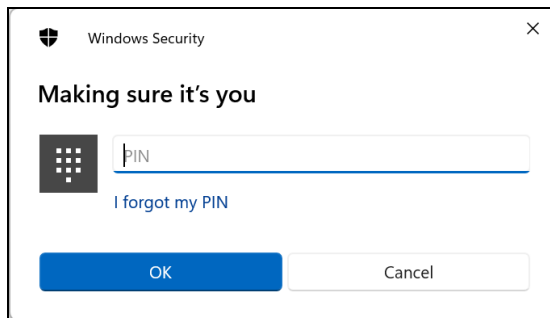 Windows Security
Making sure it's you
PIN
I forgot my PIN
OK
Cancel